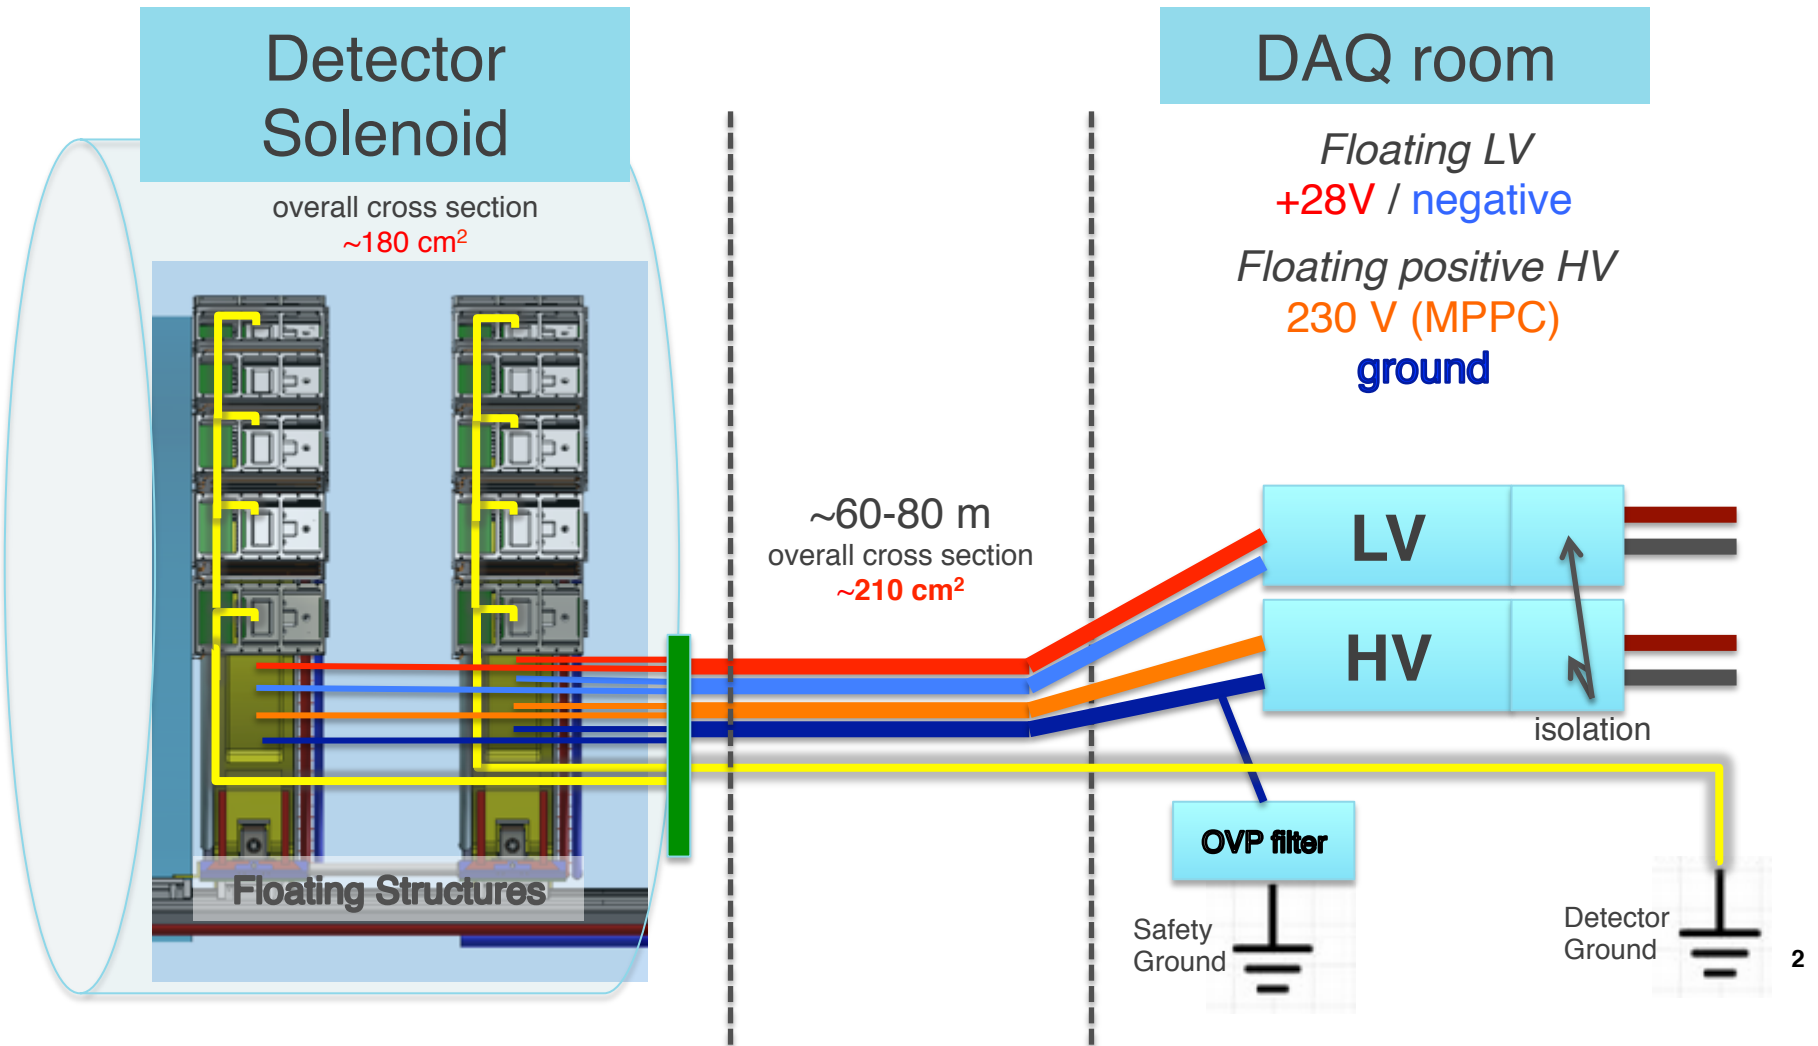 Detector
Solenoid
overall cross section
~180 cm²
Floating Structures
~60-80 m
overall cross section
~210 cm²
DAQ room
Floating LV
+28V / negative
Floating positive HV
230 V (MPPC)
ground
LV
HV
isolation
OVP filter
Safety
Ground
Detector
Ground
2